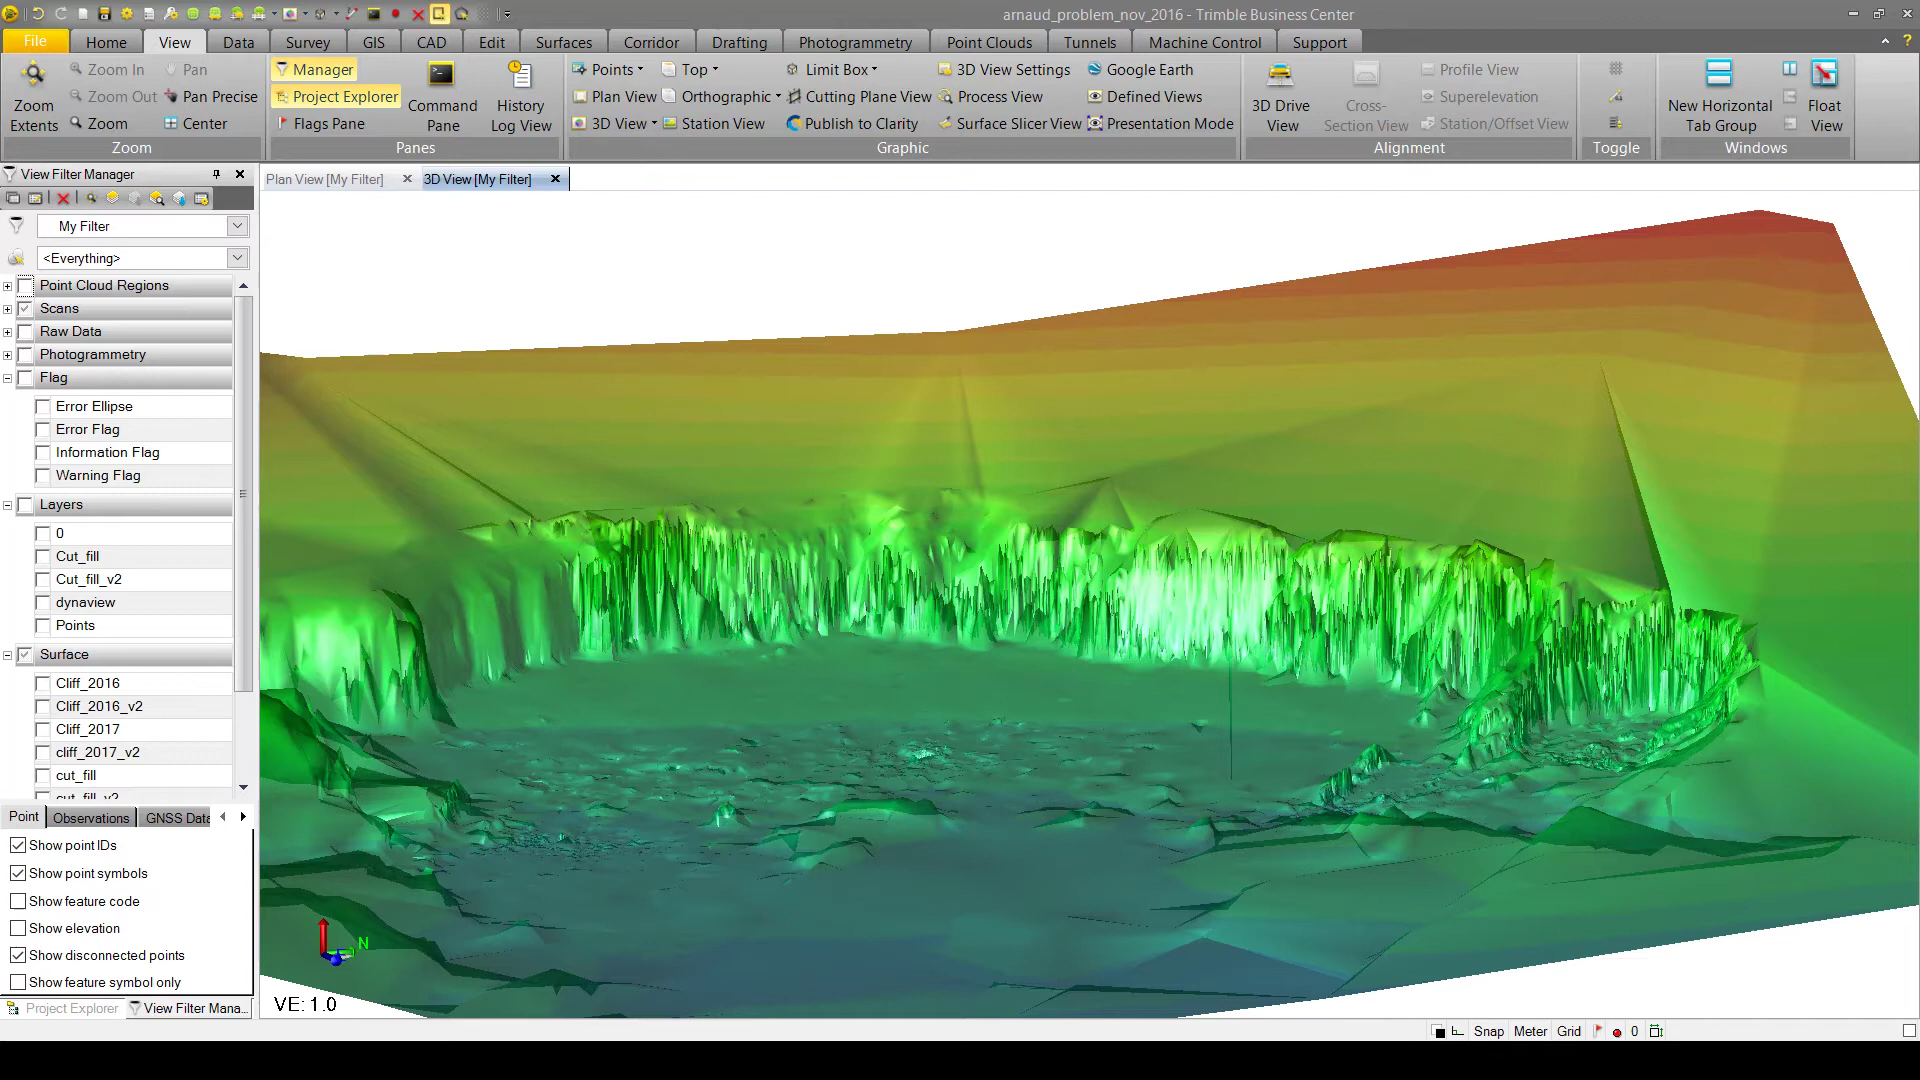 arnaud_problem_nov_2016 - Trimble Business Center
File Home View Data Survey GIS CAD Edit Surfaces Corridor Drafting Photogrammetry Point Clouds Tunnels Machine Control Support
Zoom In Pan Manager Points Top Limit Box 3D View Settings Google Earth Profile View
Zoom Out Pan Precise Project Explorer Plan View Orthographic Cutting Plane View Process View Defined Views Superelevation
Zoom Center Flags Pane 3D View Station View Publish to Clarity Surface Slicer View Presentation Mode Station/Offset View
Zoom Extents
Command Pane
History Log View
3D Drive View
Cross-Section View
New Horizontal Tab Group
Float View
Zoom Panes Graphic Alignment Toggle Windows
View Filter Manager
Plan View [My Filter] 3D View [My Filter]
My Filter
<Everything>
Point Cloud Regions
Scans
Raw Data
Photogrammetry
Flag
Error Ellipse
Error Flag
Information Flag
Warning Flag
Layers
0
Cut_fill
Cut_fill_v2
dynaview
Points
Surface
Cliff_2016
Cliff_2016_v2
Cliff_2017
cliff_2017_v2
cut_fill
cut_fill_v2
Point Observations GNSS Data
Show point IDs
Show point symbols
Show feature code
Show elevation
Show disconnected points
Show feature symbol only
Project Explorer View Filter Mana...
N
VE: 1.0
Snap Meter Grid 0